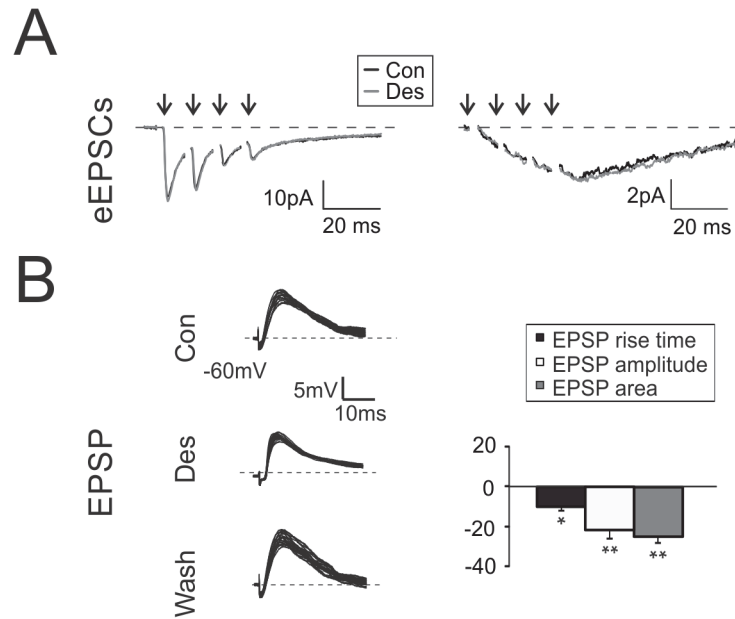 A
Con
Des
eEPSCs
10pA
20 ms
2pA
20 ms
B
Con
-60mV
5mV
10ms
EPSP
Des
Wash
EPSP rise time
EPSP amplitude
EPSP area
20
0
-20
-40
*
**
**